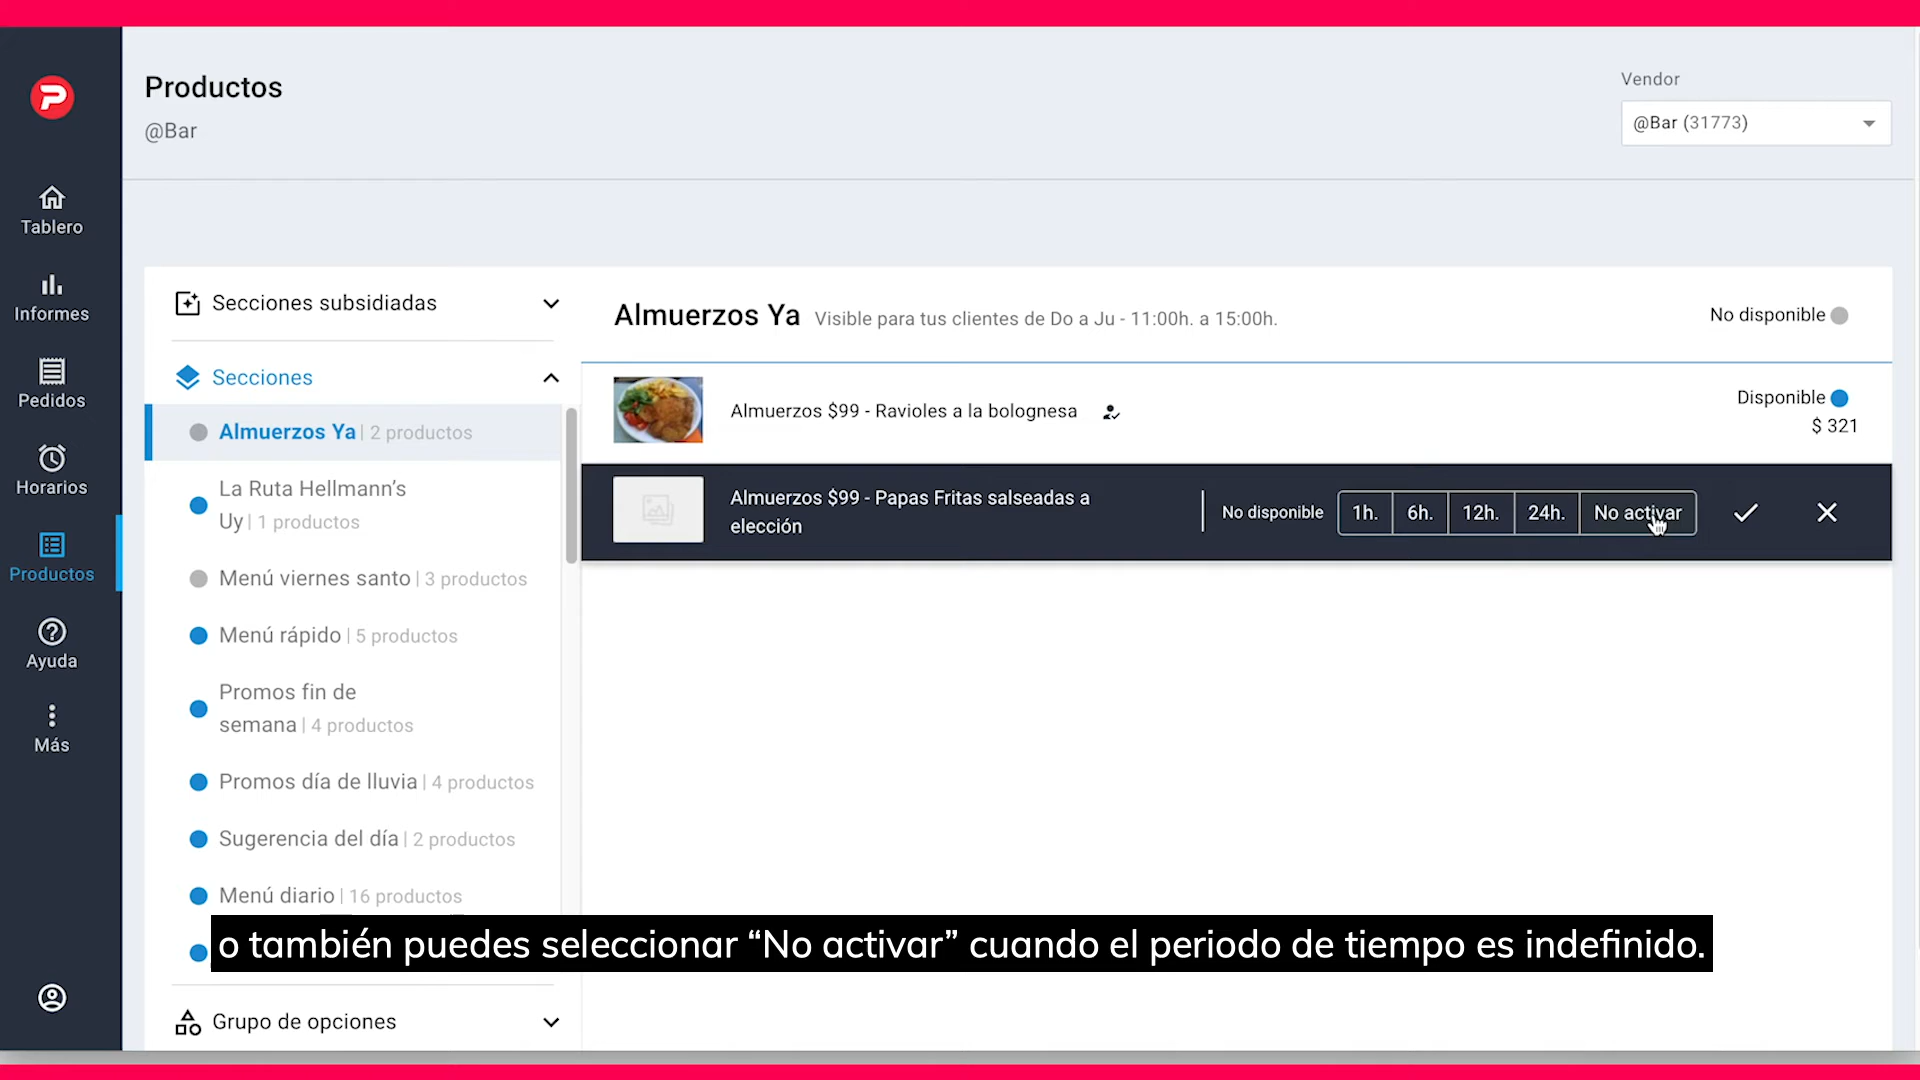 Productos
@Bar
Vendor
@Bar (31773)
Tablero
Informes
Pedidos
Horarios
Productos
Ayuda
Más
Secciones subsidiadas
Secciones
Almuerzos Ya | 2 productos
La Ruta Hellmann’s
Uy | 1 productos
Menú viernes santo | 3 productos
Menú rápido | 5 productos
Promos fin de
semana | 4 productos
Promos día de lluvia | 4 productos
Sugerencia del día | 2 productos
Menú diario | 16 productos
Grupo de opciones
Almuerzos Ya Visible para tus clientes de Do a Ju - 11:00h. a 15:00h.
No disponible
Almuerzos $99 - Ravioles a la bolognesa
Disponible
$ 321
Almuerzos $99 - Papas Fritas salseadas a
elección
No disponible 1h. 6h. 12h. 24h. No activar
o también puedes seleccionar “No activar” cuando el periodo de tiempo es indefinido.